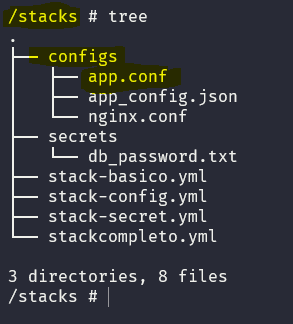 /stacks # tree
.
├── configs
│   ├── app.conf
│   ├── app_config.json
│   └── nginx.conf
├── secrets
│   └── db_password.txt
├── stack-basico.yml
├── stack-config.yml
├── stack-secret.yml
└── stackcompleto.yml

3 directories, 8 files
/stacks #